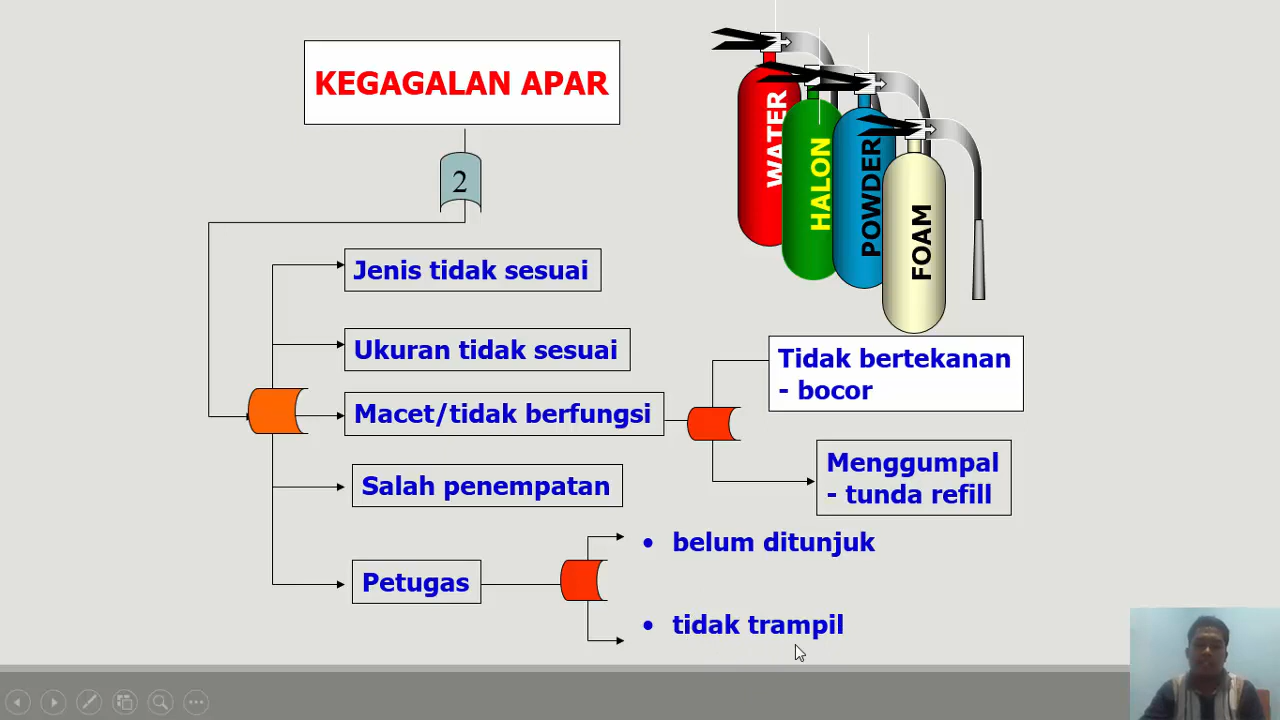 KEGAGALAN APAR
2
WATER
HALON
POWDER
FOAM
Jenis tidak sesuai
Ukuran tidak sesuai
Macet/tidak berfungsi
Tidak bertekanan
- bocor
Menggumpal
- tunda refill
Salah penempatan
Petugas
• belum ditunjuk
• tidak trampil